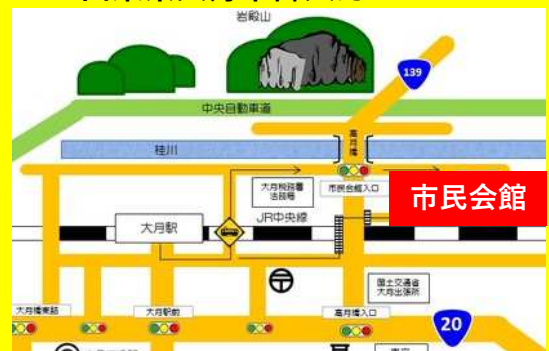 岩殿山
139
中央自動車道
桂川
高月橋
大月税務署
法務局
市民会館入口
市民会館
大月駅
JR中央線
国土交通省
大月出張所
大月橋東詰
大月駅前
高月橋入口
20